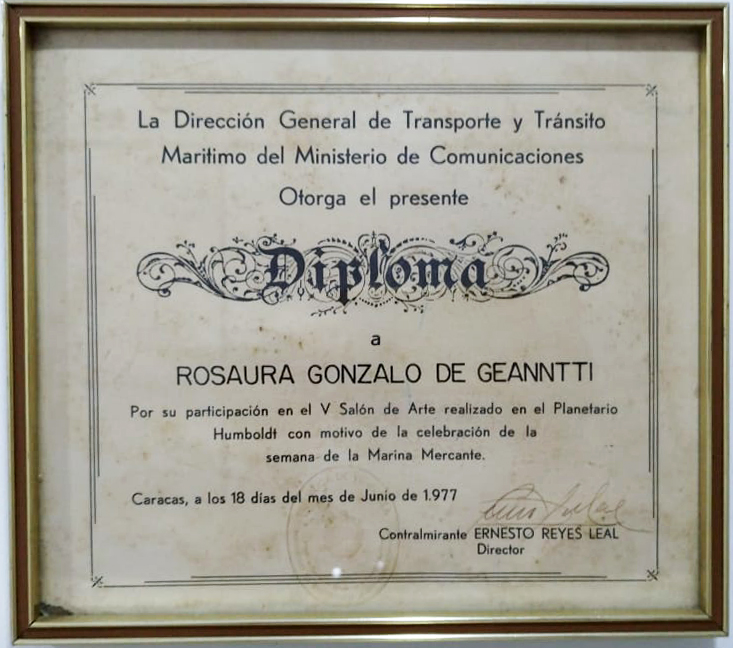 La Dirección General de Transporte y Tránsito
Maritimo del Ministerio de Comunicaciones
Otorga el presente
Diploma
a
ROSAURA GONZALO DE GEANNTTI
Por su participación en el V Salón de Arte realizado en el Planetario
Humboldt con motivo de la celebración de la
semana de la Marina Mercante.
Caracas, a los 18 días del mes de Junio de 1.977
Contralmirante ERNESTO REYES LEAL
Director